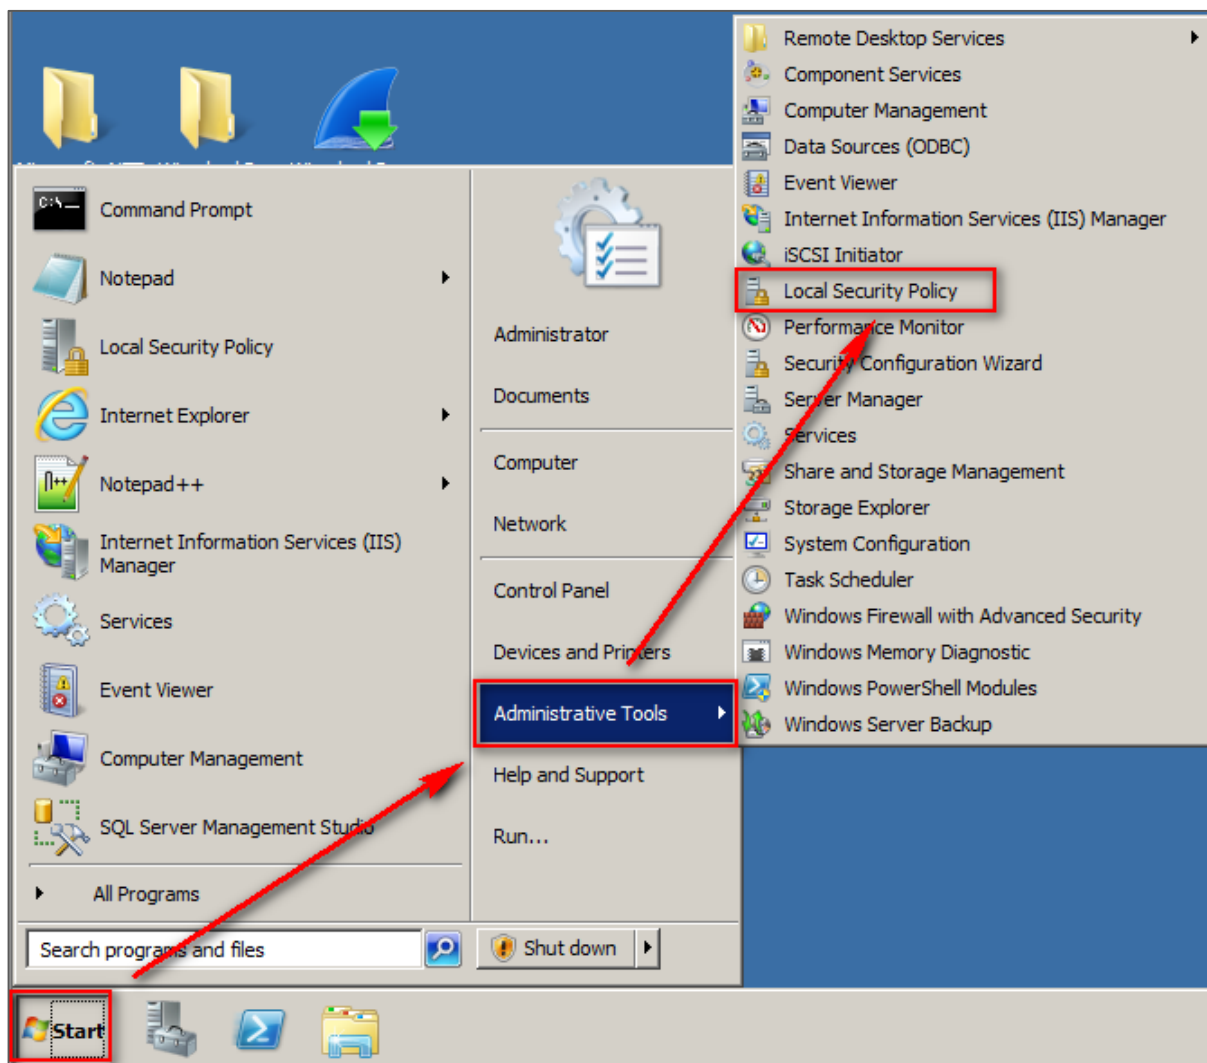 Remote Desktop Services
Component Services
Computer Management
Data Sources (ODBC)
Event Viewer
Internet Information Services (IIS) Manager
iSCSI Initiator
Local Security Policy
Performance Monitor
Security Configuration Wizard
Server Manager
Services
Share and Storage Management
Storage Explorer
System Configuration
Task Scheduler
Windows Firewall with Advanced Security
Windows Memory Diagnostic
Windows PowerShell Modules
Windows Server Backup
C:\
Command Prompt
Notepad
Local Security Policy
Internet Explorer
Notepad++
Internet Information Services (IIS)
Manager
Services
Event Viewer
Computer Management
SQL Server Management Studio
All Programs
Search programs and files
Administrator
Documents
Computer
Network
Control Panel
Devices and Printers
Administrative Tools
Help and Support
Run...
Shut down
Start